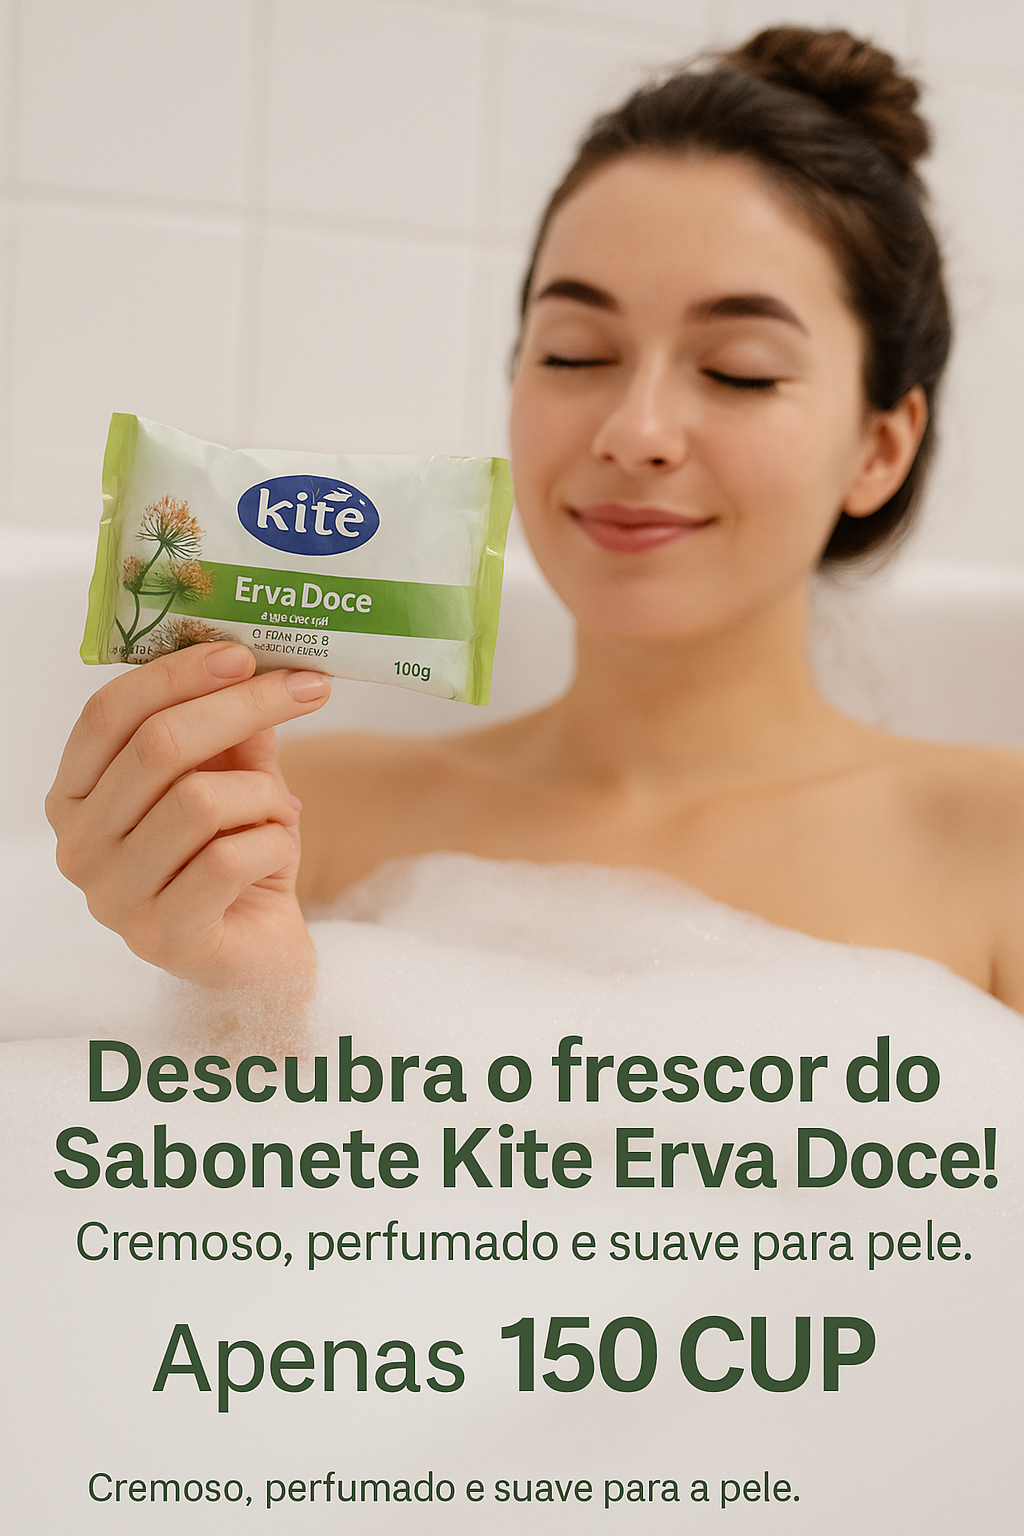 kite
Erva Doce
100g
Descubra o frescor do
Sabonete Kite Erva Doce!
Cremoso, perfumado e suave para pele.
Apenas 150 CUP
Cremoso, perfumado e suave para a pele.